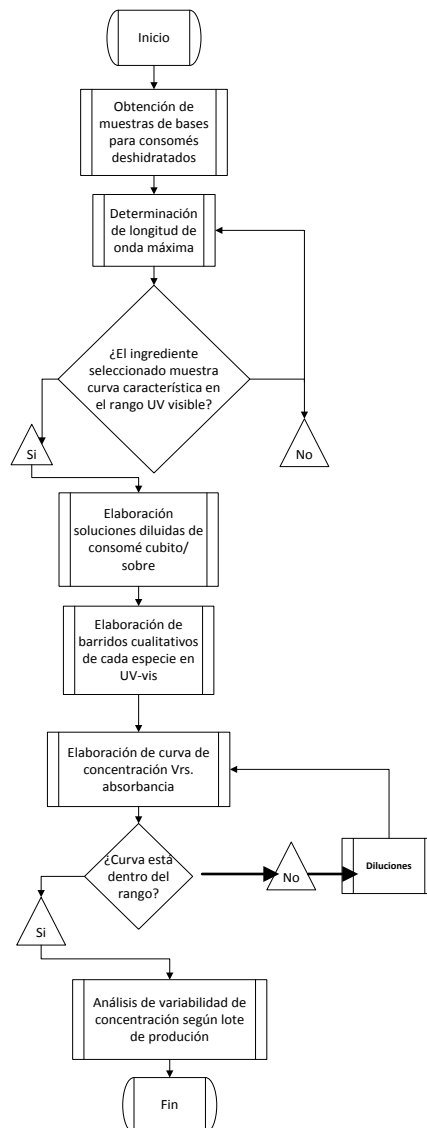 Inicio
Obtención de
muestras de bases
para consomés
deshidratados
Determinación
de longitud de
onda máxima
¿El ingrediente
seleccionado muestra
curva característica en
el rango UV visible?
Si
No
Elaboración
soluciones diluidas de
consomé cubito/
sobre
Elaboración de
barridos cualitativos
de cada especie en
UV-vis
Elaboración de curva de
concentración Vrs.
absorbancia
¿Curva está
dentro del
rango?
No
Diluciones
Si
Análisis de variabilidad de
concentración según lote
de produción
Fin